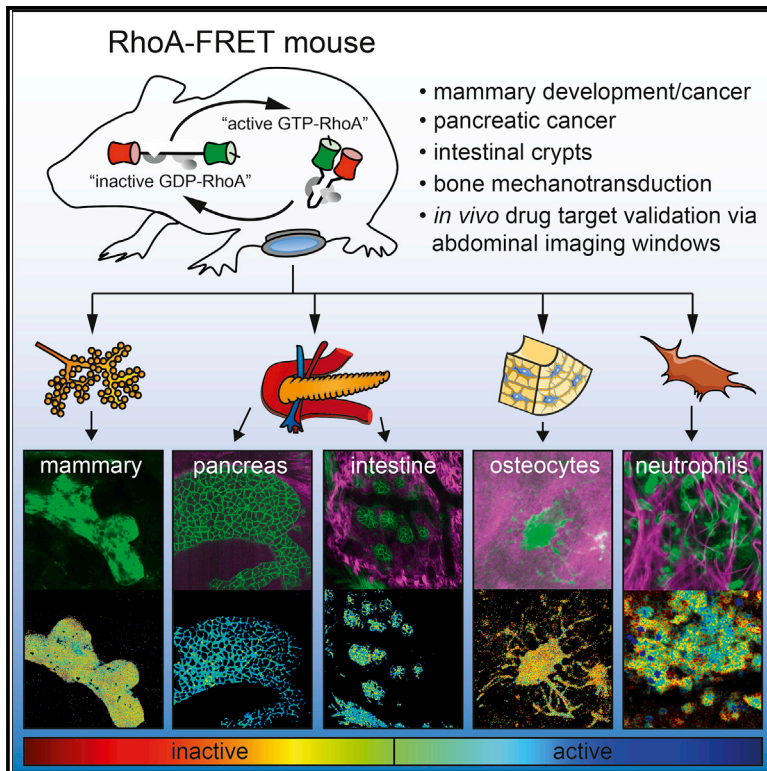 RhoA-FRET mouse
“active GTP-RhoA”
“inactive GDP-RhoA”
• mammary development/cancer
• pancreatic cancer
• intestinal crypts
• bone mechanotransduction
• in vivo drug target validation via
abdominal imaging windows
mammary
pancreas
intestine
osteocytes
neutrophils
inactive
active